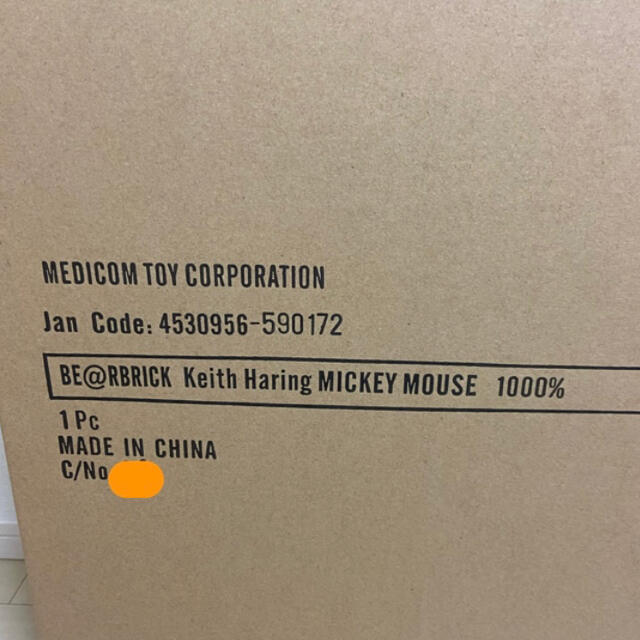 MEDICOM TOY CORPORATION
Jan Code: 4530956-590172
BE@RBRICK Keith Haring MICKEY MOUSE 1000%
1 Pc
MADE IN CHINA
C/No